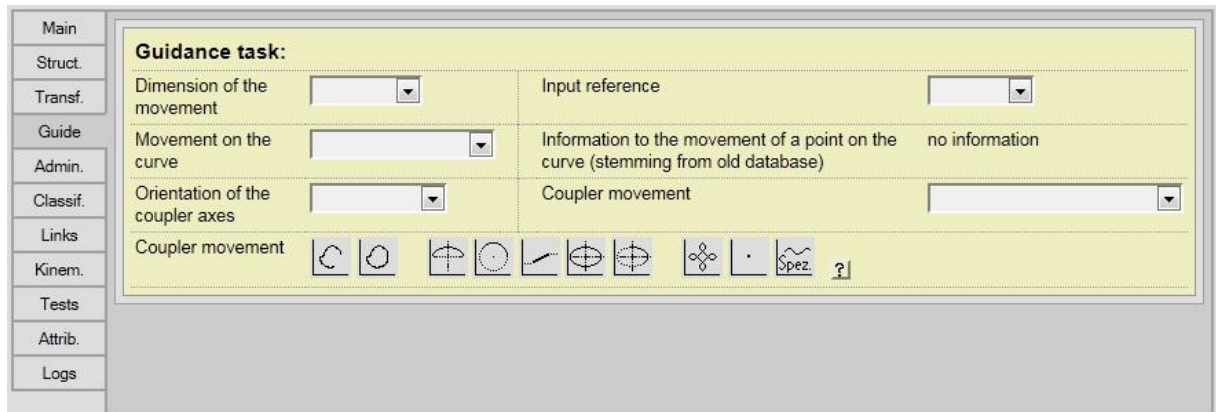 Main
Struct.
Transf.
Guide
Admin.
Classif.
Links
Kinem.
Tests
Attrib.
Logs
Guidance task:
Dimension of the
movement
Input reference
Movement on the
curve
Information to the movement of a point on the
curve (stemming from old database)
no information
Orientation of the
coupler axes
Coupler movement
Coupler movement
Spez.
?